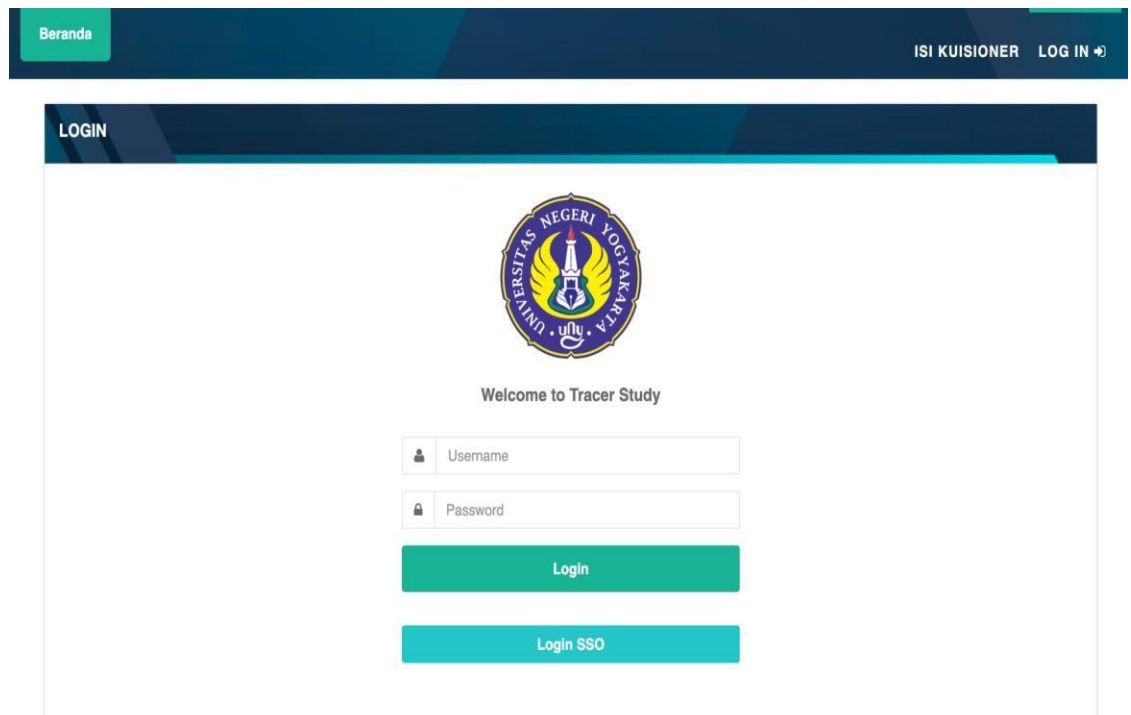 Beranda
ISI KUISIONER LOG IN
LOGIN
UNIVERSITAS NEGERI YOGYAKARTA
uny
Welcome to Tracer Study
Username
Password
Login
Login SSO